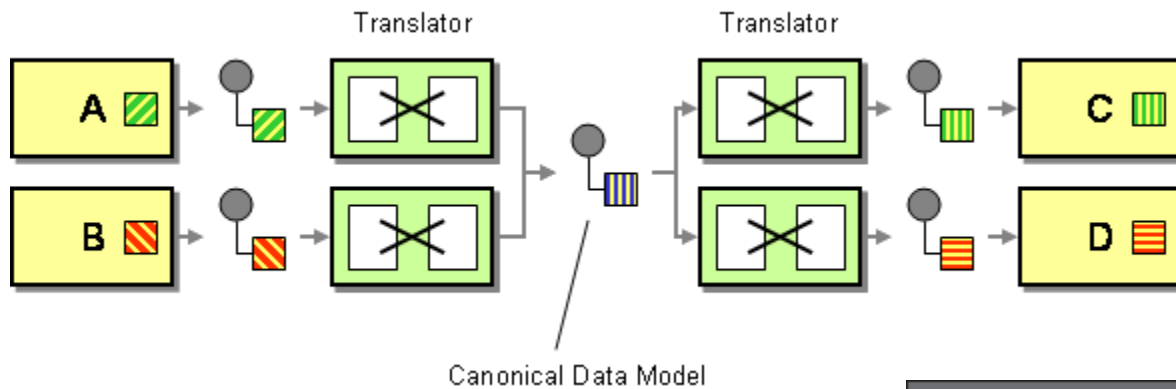 Translator Translator
A C
B D
Canonical Data Model